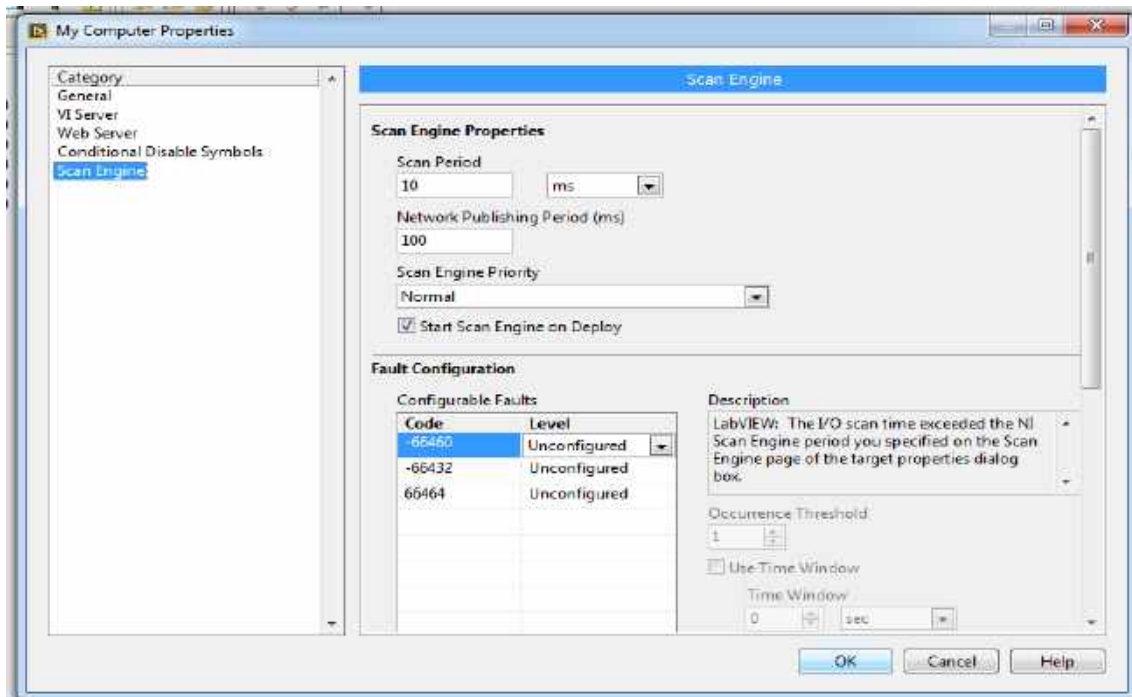 My Computer Properties
Category
General
VI Server
Web Server
Conditional Disable Symbols
Scan Engine
Scan Engine
Scan Engine Properties
Scan Period
10 ms
Network Publishing Period (ms)
100
Scan Engine Priority
Normal
Start Scan Engine on Deploy
Fault Configuration
Configurable Faults
Code Level
-66460 Unconfigured
-66432 Unconfigured
66464 Unconfigured
Description
LabVIEW: The I/O scan time exceeded the NI
Scan Engine period you specified on the Scan
Engine page of the target properties dialog
box.
Occurrence Threshold
1
Use Time Window
Time Window
0 sec
OK Cancel Help